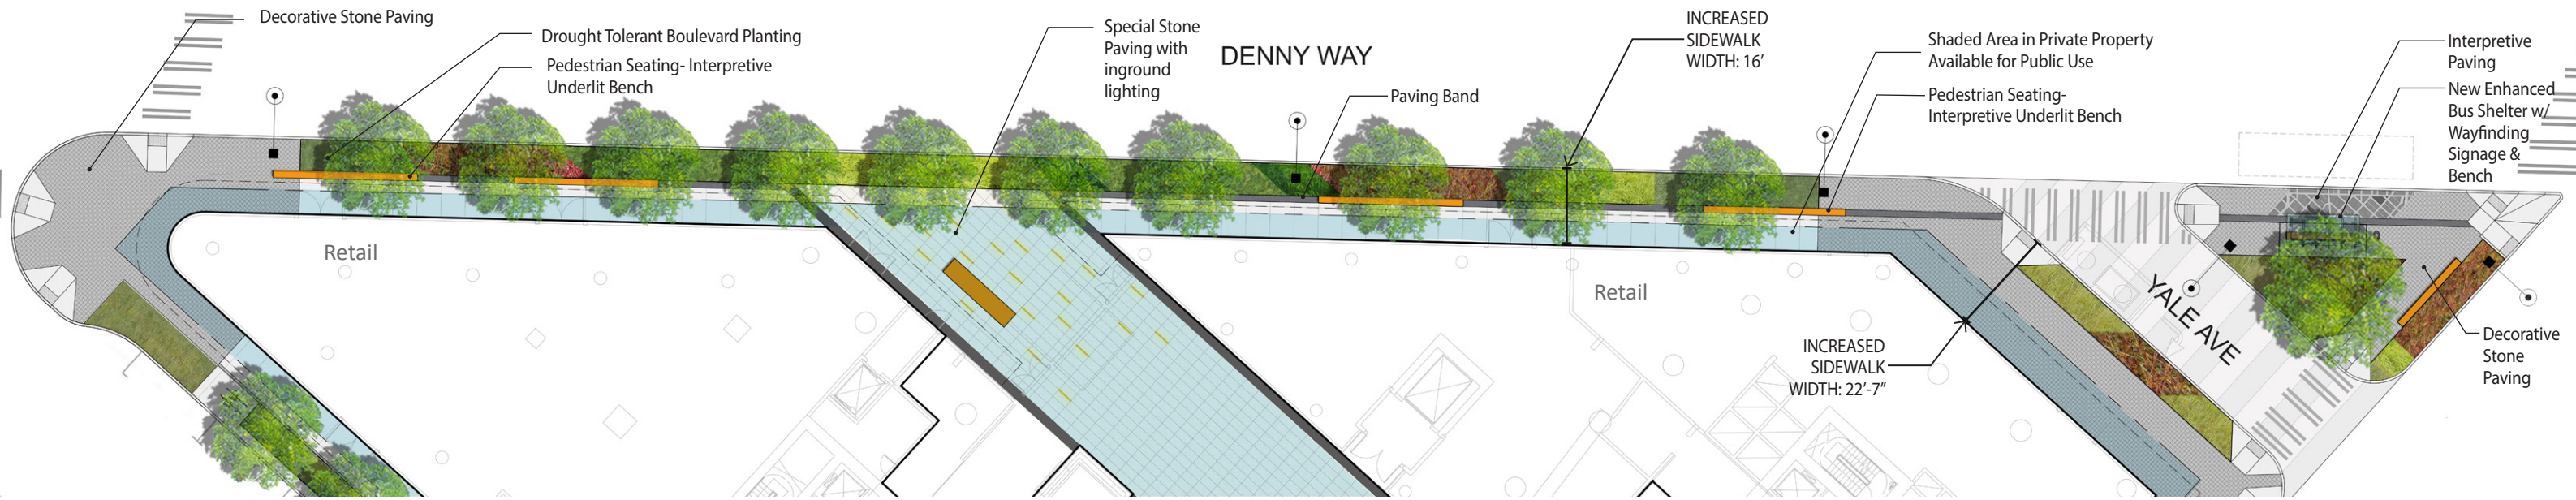 Decorative Stone Paving
Drought Tolerant Boulevard Planting
Pedestrian Seating- Interpretive
Underlit Bench
Special Stone
Paving with
inground
lighting
DENNY WAY
Paving Band
INCREASED
SIDEWALK
WIDTH: 16’
Shaded Area in Private Property
Available for Public Use
Pedestrian Seating-
Interpretive Underlit Bench
Interpretive
Paving
New Enhanced
Bus Shelter w/
Wayfinding
Signage &
Bench
Retail
Retail
YALE AVE
INCREASED
SIDEWALK
WIDTH: 22’-7”
Decorative
Stone
Paving